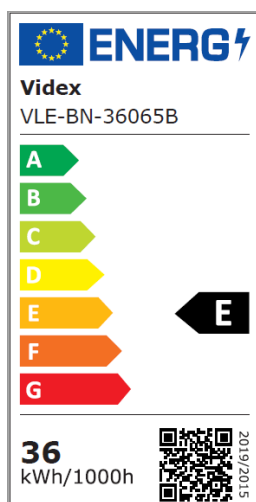 ENERG
Videx
VLE-BN-36065B
A
B
C
D
E
E
F
G
36
kWh/1000h
2019/2015